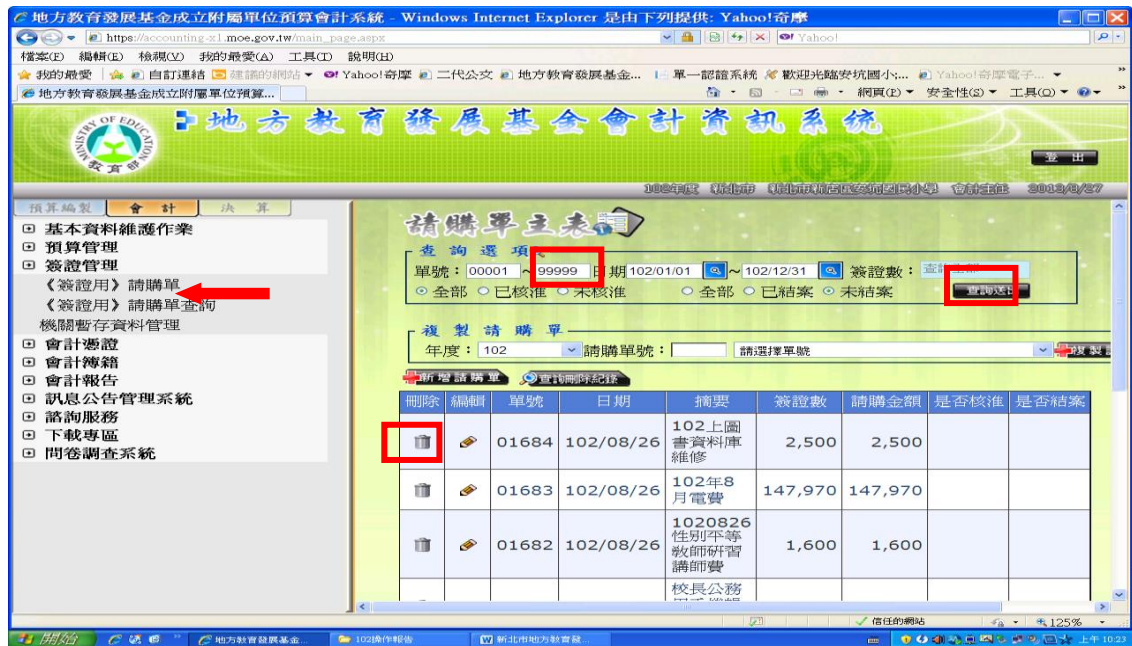 地方教育發展基金成立附屬單位預算會計系統 - Windows Internet Explorer 是由下列提供: Yahoo!奇摩
https://accounting-x1.moe.gov.tw/main_page.aspx
Yahoo!
檔案(F) 編輯(E) 檢視(V) 我的最愛(A) 工具(T) 說明(H)
我的最愛 自訂連結 建議的網站 Yahoo!奇摩 二代公文 地方教育發展基金... 單一認證系統 歡迎光臨安坑國小... Yahoo!奇摩電子...
地方教育發展基金成立附屬單位預算... 網頁(P) 安全性(S) 工具(O)
MINISTRY OF EDUCATION
教育部
地方教育發展基金會計資訊系統
登 出
預算編製 會 計 決 算
基本資料維護作業
預算管理
簽證管理
《簽證用》請購單
《簽證用》請購單查詢
機關暫存資料管理
會計憑證
會計簿籍
會計報告
訊息公告管理系統
諮詢服務
下載專區
問卷調查系統
請購單主表
查 詢 選 項
單號: 00001 ~ 99999 日期 102/01/01 ~ 102/12/31 簽證數:
全部 已核准 未核准 全部 已結案 未結案 查詢送出
複 製 請 購 單
年度: 102 請購單號: 請選擇單號 複製
新增請購單 查詢刪除紀錄
刪除 編輯 單號 日期 摘要 簽證數 請購金額 是否核准 是否結案
01684 102/08/26 102上圖書資料庫維修 2,500 2,500
01683 102/08/26 102年8月電費 147,970 147,970
01682 102/08/26 1020826性別平等教師研習講師費 1,600 1,600
校長公務
信任的網站 125%
開始 地方教育發展基金... 102操作報告 新北市地方教育發... 上午 10:23